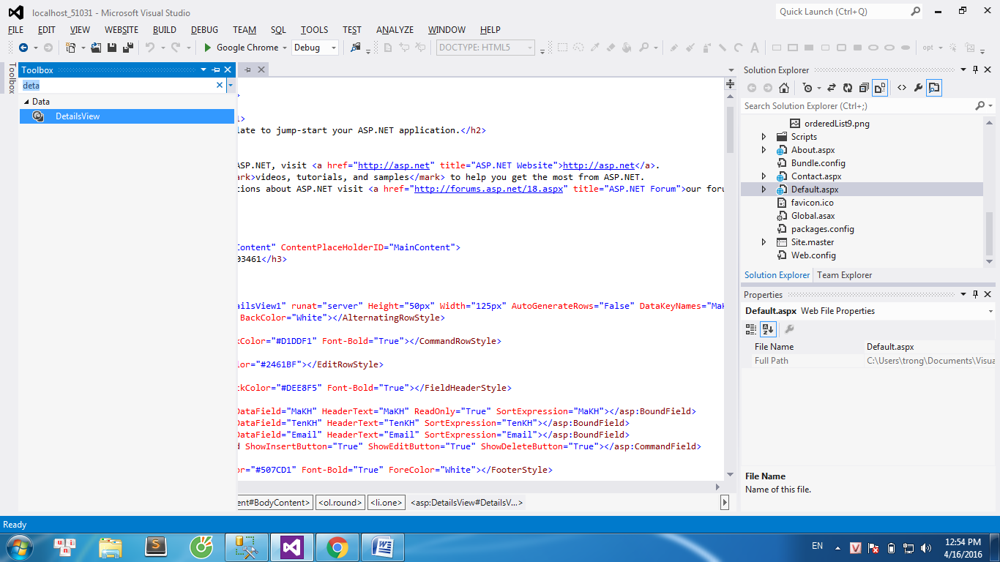 localhost_51031 - Microsoft Visual Studio
Quick Launch (Ctrl+Q)
FILE EDIT VIEW WEBSITE BUILD DEBUG TEAM SQL TOOLS TEST ANALYZE WINDOW HELP
Google Chrome Debug DOCTYPE: HTML5 opt
Toolbox
Toolbox
deta
Data
DetailsView
>
l>
late to jump-start your ASP.NET application.</h2>
ASP.NET, visit <a href="http://asp.net" title="ASP.NET Website">http://asp.net</a>.
ark>videos, tutorials, and samples</mark> to help you get the most from ASP.NET.
tions about ASP.NET visit <a href="http://forums.asp.net/18.aspx" title="ASP.NET Forum">our foru
Content" ContentPlaceHolderID="MainContent">
03461</h3>
ailsView1" runat="server" Height="50px" Width="125px" AutoGenerateRows="False" DataKeyNames="MaK
BackColor="White"></AlternatingRowStyle>
kColor="#D1DDF1" Font-Bold="True"></CommandRowStyle>
lor="#2461BF"></EditRowStyle>
ckColor="#DEE8F5" Font-Bold="True"></FieldHeaderStyle>
DataField="MaKH" HeaderText="MaKH" ReadOnly="True" SortExpression="MaKH"></asp:BoundField>
DataField="TenKH" HeaderText="TenKH" SortExpression="TenKH"></asp:BoundField>
DataField="Email" HeaderText="Email" SortExpression="Email"></asp:BoundField>
d ShowInsertButton="True" ShowEditButton="True" ShowDeleteButton="True"></asp:CommandField>
or="#507CD1" Font-Bold="True" ForeColor="White"></FooterStyle>
ent#BodyContent> <ol.round> <li.one> <asp:DetailsView#DetailsV...>
Solution Explorer
Search Solution Explorer (Ctrl+;)
orderedList9.png
Scripts
About.aspx
Bundle.config
Contact.aspx
Default.aspx
favicon.ico
Global.asax
packages.config
Site.master
Web.config
Solution Explorer Team Explorer
Properties
Default.aspx Web File Properties
File Name Default.aspx
Full Path C:\Users\trong\Documents\Visua
File Name
Name of this file.
Ready
EN
12:54 PM
4/16/2016